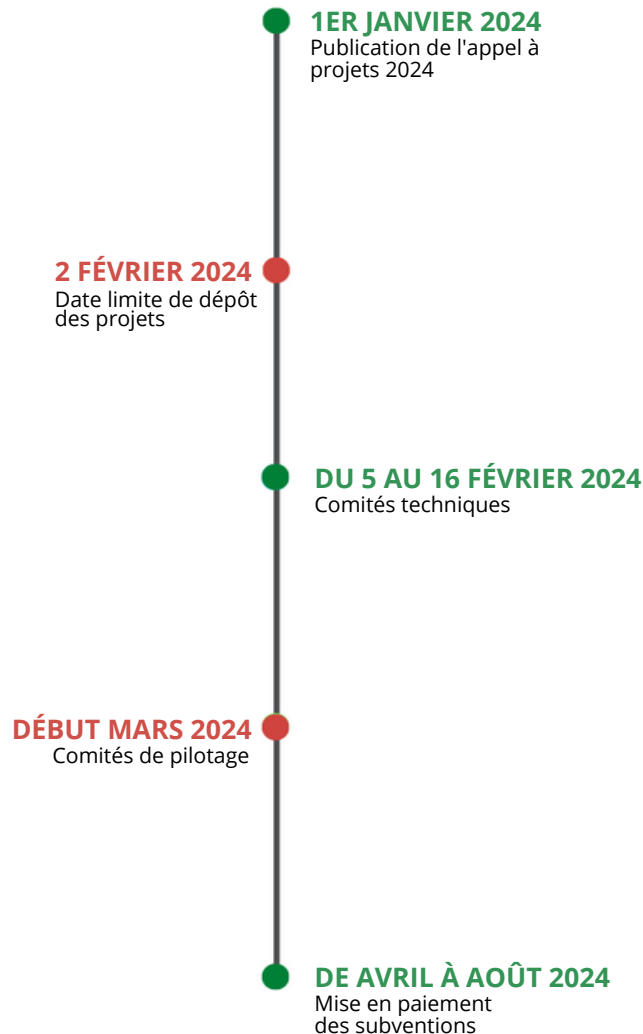 1ER JANVIER 2024
Publication de l'appel à
projets 2024
2 FÉVRIER 2024
Date limite de dépôt
des projets
DU 5 AU 16 FÉVRIER 2024
Comités techniques
DÉBUT MARS 2024
Comités de pilotage
DE AVRIL À AOÛT 2024
Mise en paiement
des subventions